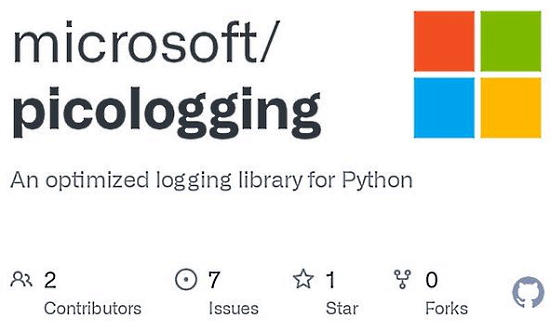 microsoft/
picologging
An optimized logging library for Python
2 7 1 0
Contributors Issues Star Forks